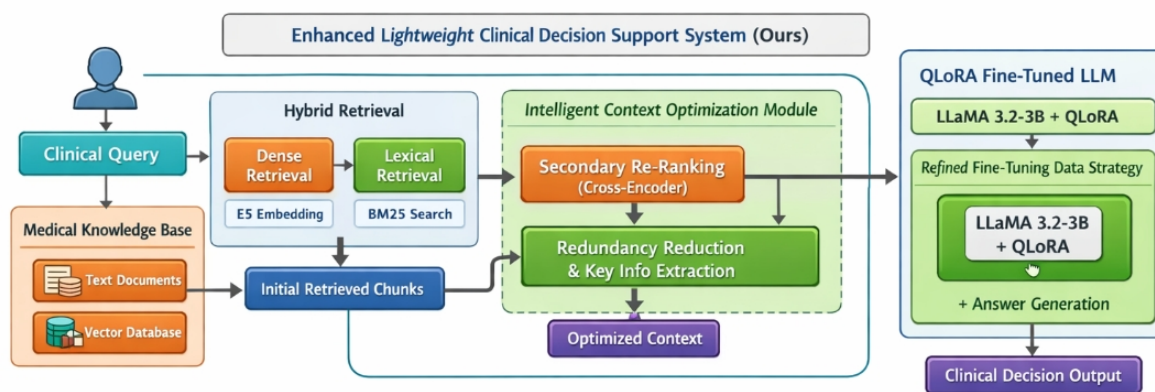 Enhanced Lightweight Clinical Decision Support System (Ours)
Clinical Query
Medical Knowledge Base
Text Documents
Vector Database
Hybrid Retrieval
Dense
Retrieval
Lexical
Retrieval
E5 Embedding
BM25 Search
Initial Retrieved Chunks
Intelligent Context Optimization Module
Secondary Re-Ranking
(Cross-Encoder)
Redundancy Reduction
& Key Info Extraction
Optimized Context
QLoRA Fine-Tuned LLM
LLaMA 3.2-3B + QLoRA
Refined Fine-Tuning Data Strategy
LLaMA 3.2-3B
+ QLoRA
+ Answer Generation
Clinical Decision Output